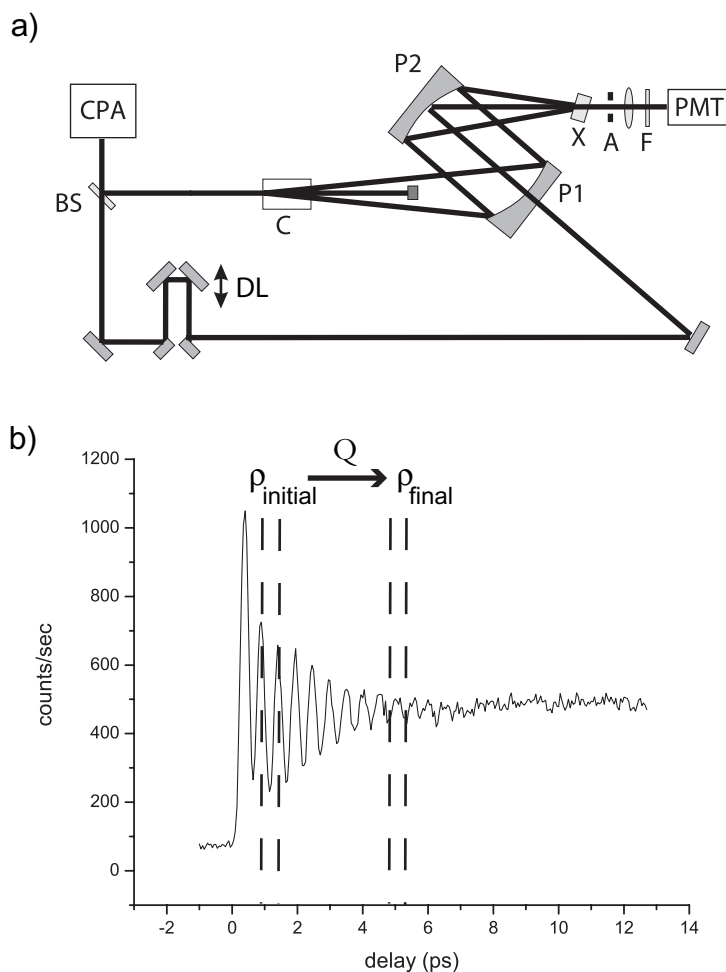 a)
P2
CPA
X A F PMT
BS
P1
C
DL
b)
1200
Q
ρinitial ρfinal
1000
800
600
400
200
0
counts/sec
-2 0 2 4 6 8 10 12 14
delay (ps)